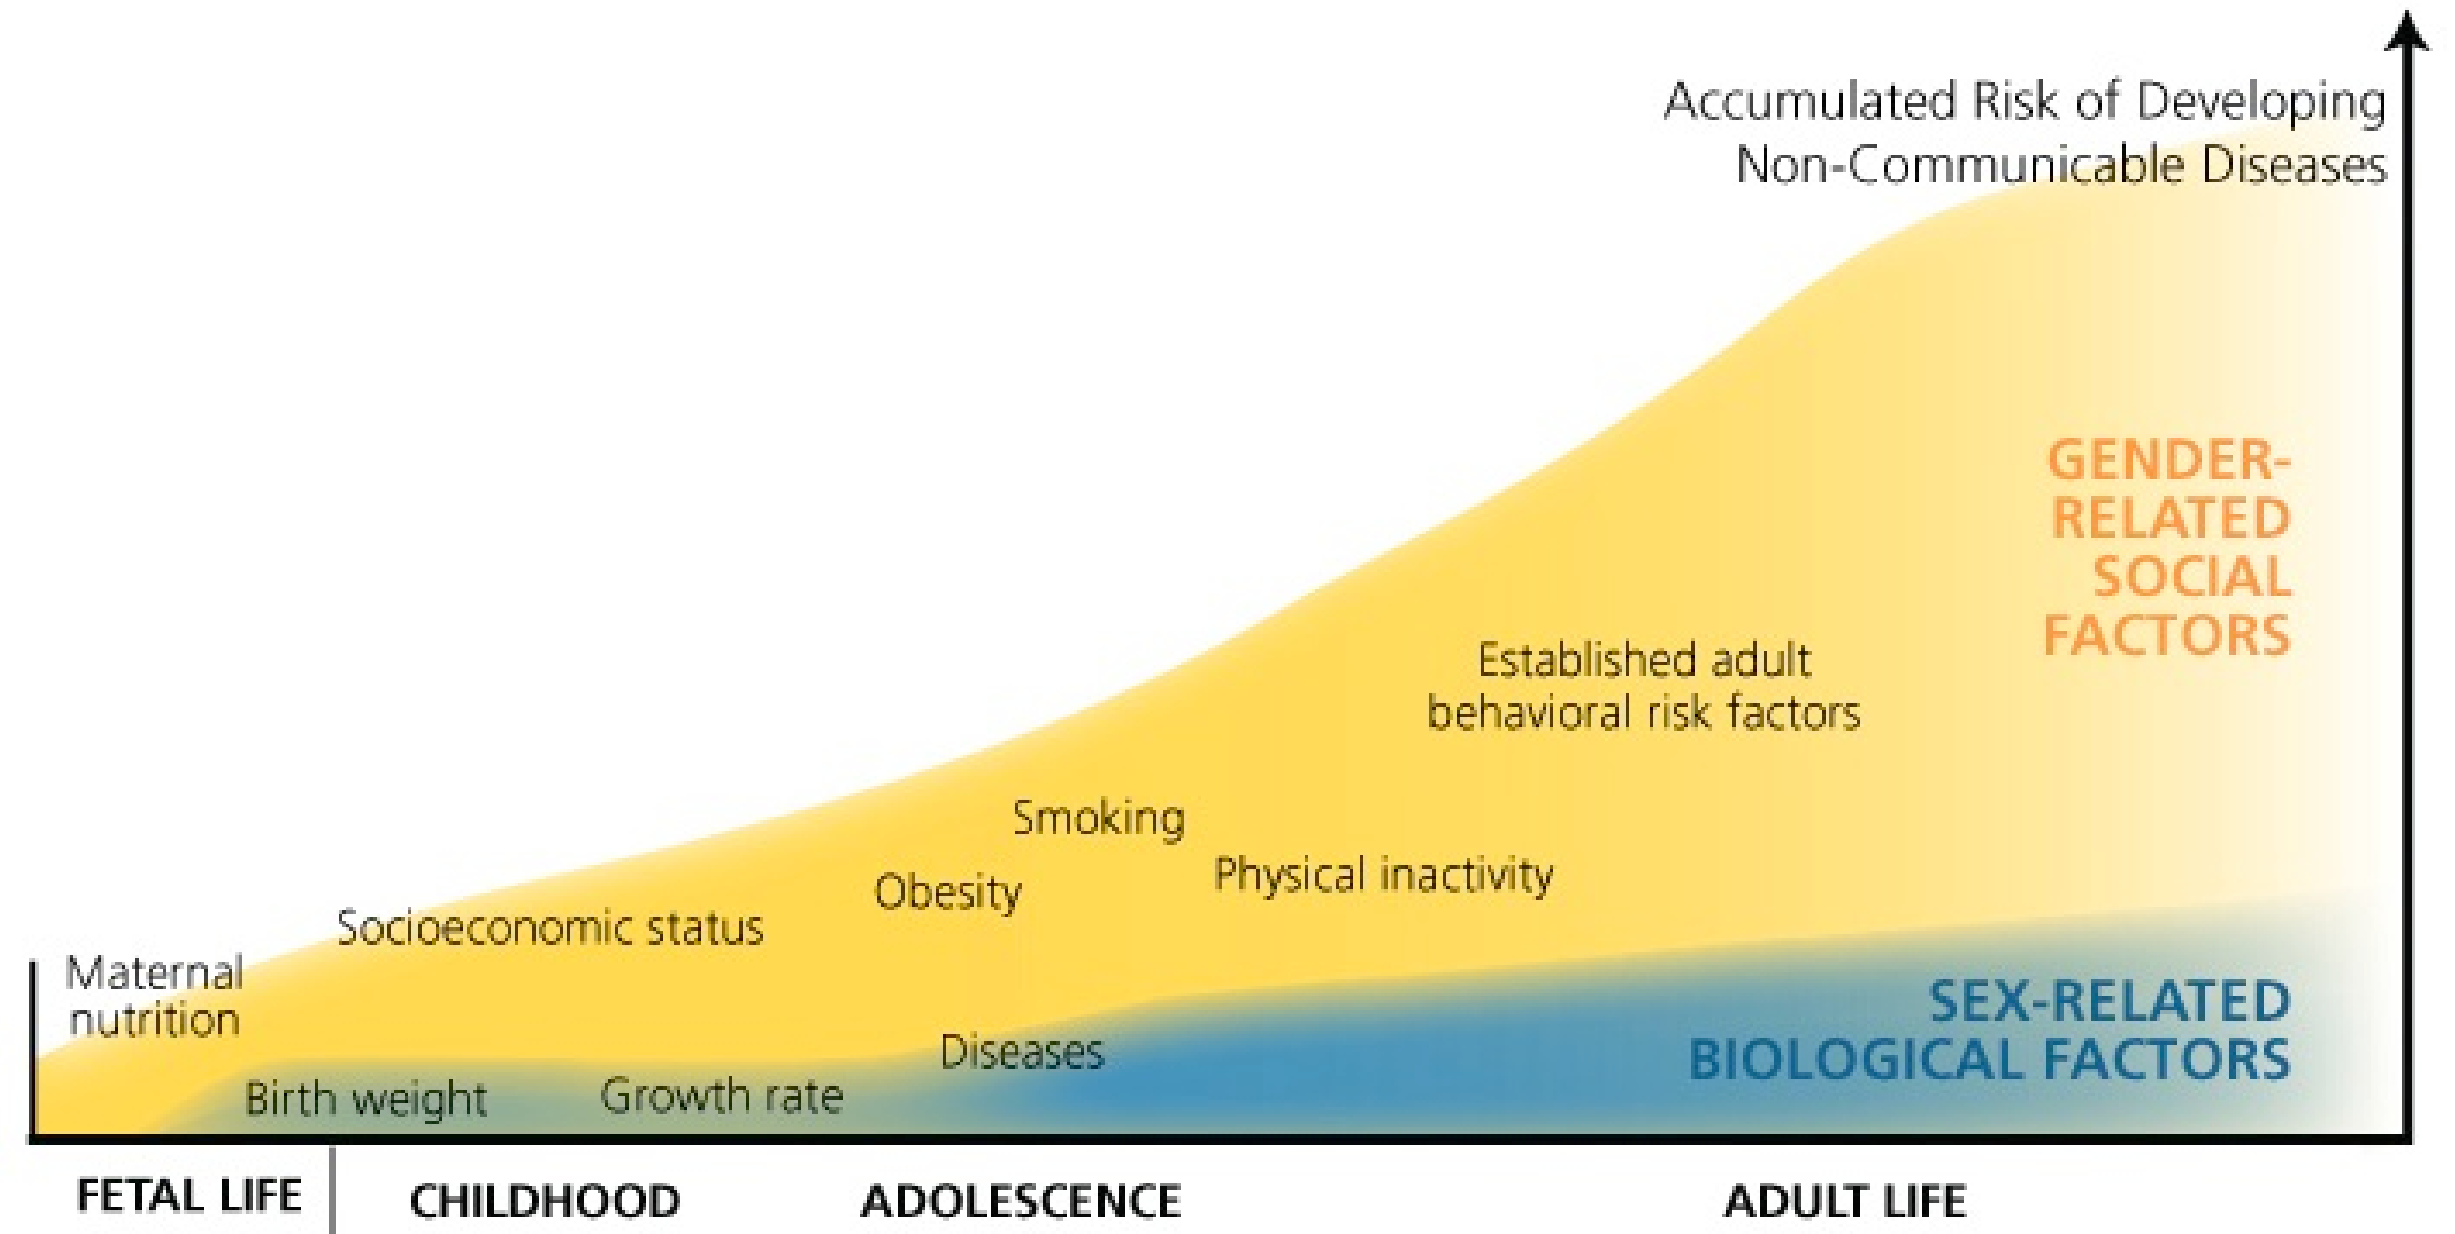 Accumulated Risk of Developing
Non-Communicable Diseases
GENDER-
RELATED
SOCIAL
FACTORS
Established adult
behavioral risk factors
Smoking
Physical inactivity
Obesity
Socioeconomic status
Maternal
nutrition
SEX-RELATED
BIOLOGICAL FACTORS
Diseases
Birth weight
Growth rate
FETAL LIFE
CHILDHOOD
ADOLESCENCE
ADULT LIFE